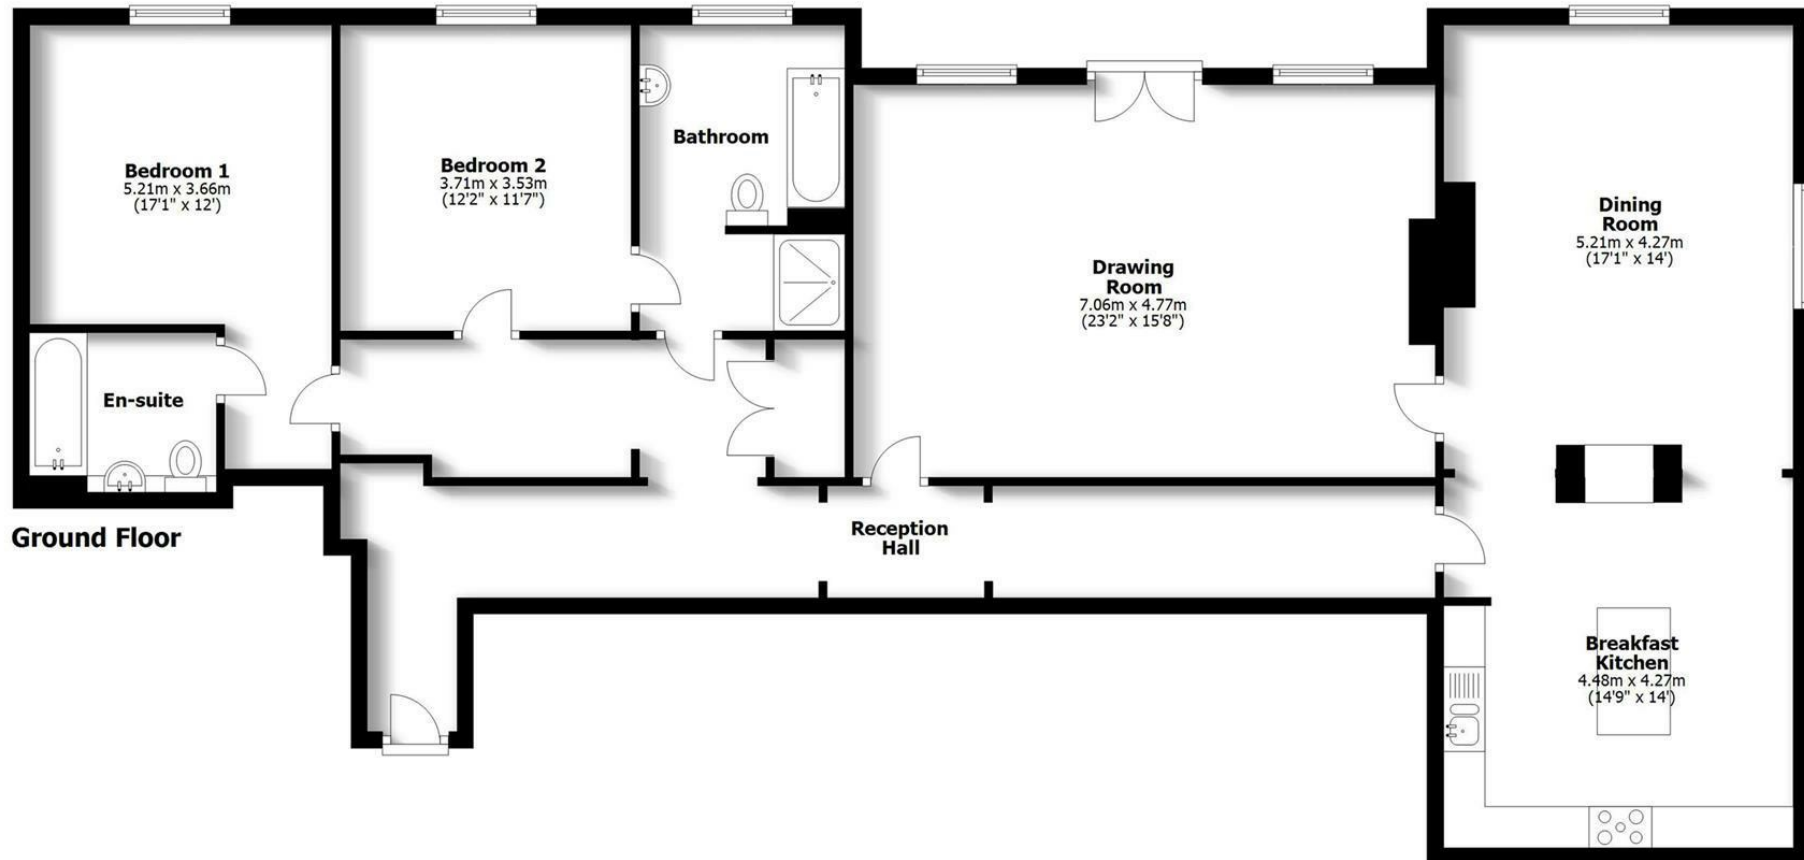 Bedroom 1
5.21m x 3.66m
(17'1" x 12')
Bedroom 2
3.71m x 3.53m
(12'2" x 11'7")
Bathroom
Drawing
Room
7.06m x 4.77m
(23'2" x 15'8")
Dining
Room
5.21m x 4.27m
(17'1" x 14')
En-suite
Ground Floor
Reception
Hall
Breakfast
Kitchen
4.48m x 4.27m
(14'9" x 14')